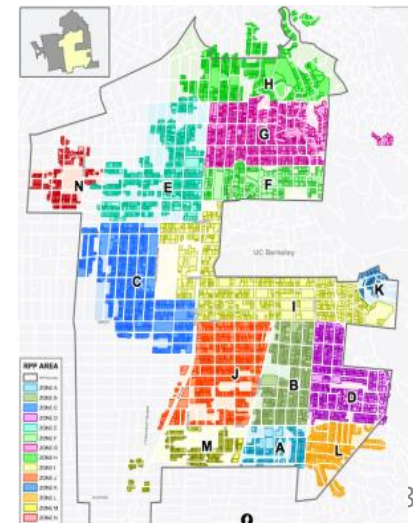 H
G
N
E
F
UC Berkeley
K
C
I
RPP AREA
ZONE A
ZONE B
ZONE C
ZONE D
ZONE E
ZONE F
ZONE G
ZONE H
ZONE I
ZONE J
ZONE K
ZONE L
ZONE M
ZONE N
J
B
D
M
A
L